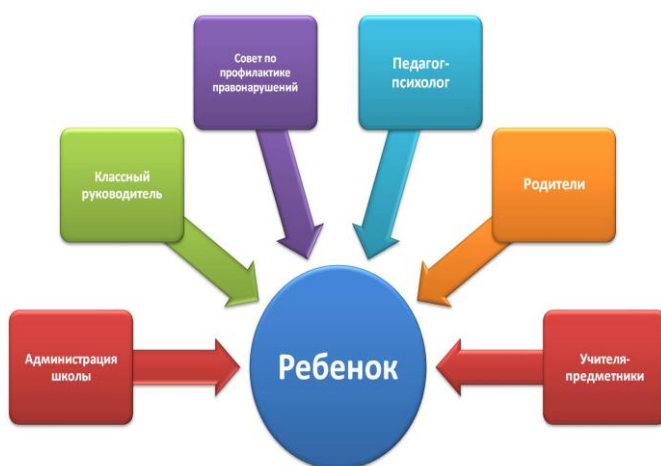 Совет по
профилактике
правонарушений
Педагог-
психолог
Классный
руководитель
Родители
Администрация
школы
Ребенок
Учителя-
предметники